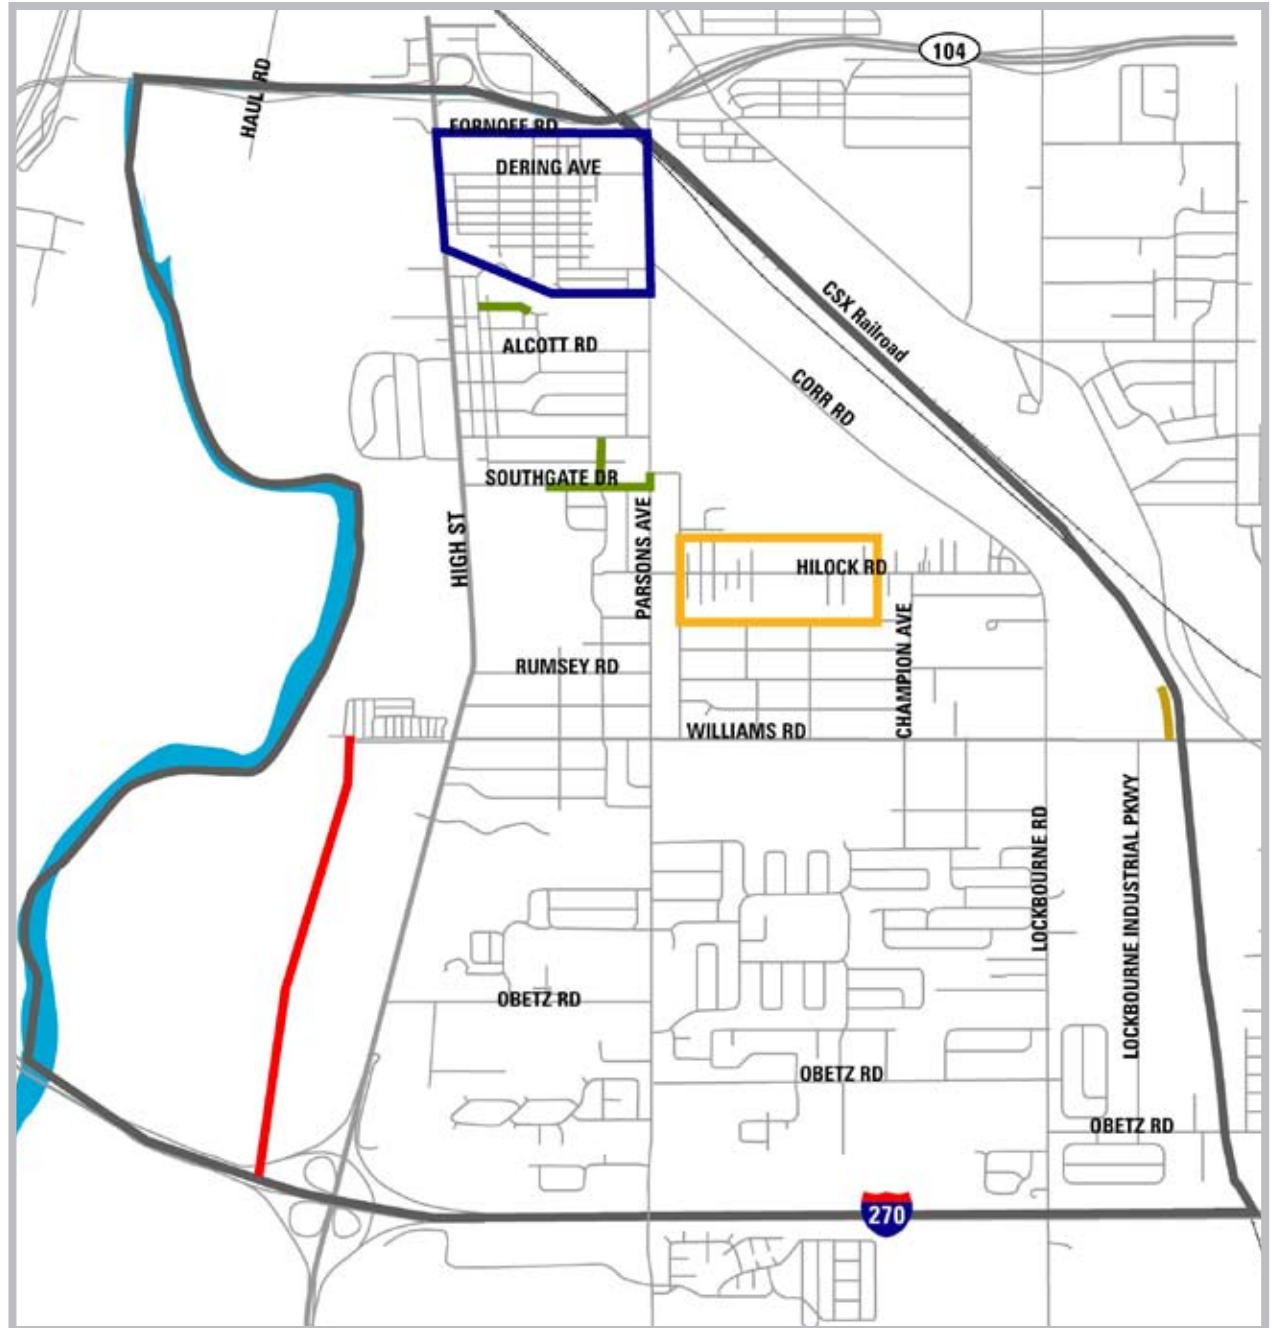 104
HAUL RD
FORNOFF RD
DERING AVE
CSX Railroad
ALCOTT RD
CORR RD
SOUTHGATE DR
HIGH ST
PARSONS AVE
HILOCK RD
CHAMPION AVE
RUMSEY RD
WILLIAMS RD
LOCKBOURNE RD
LOCKBOURNE INDUSTRIAL PKWY
OBETZ RD
OBETZ RD
OBETZ RD
270